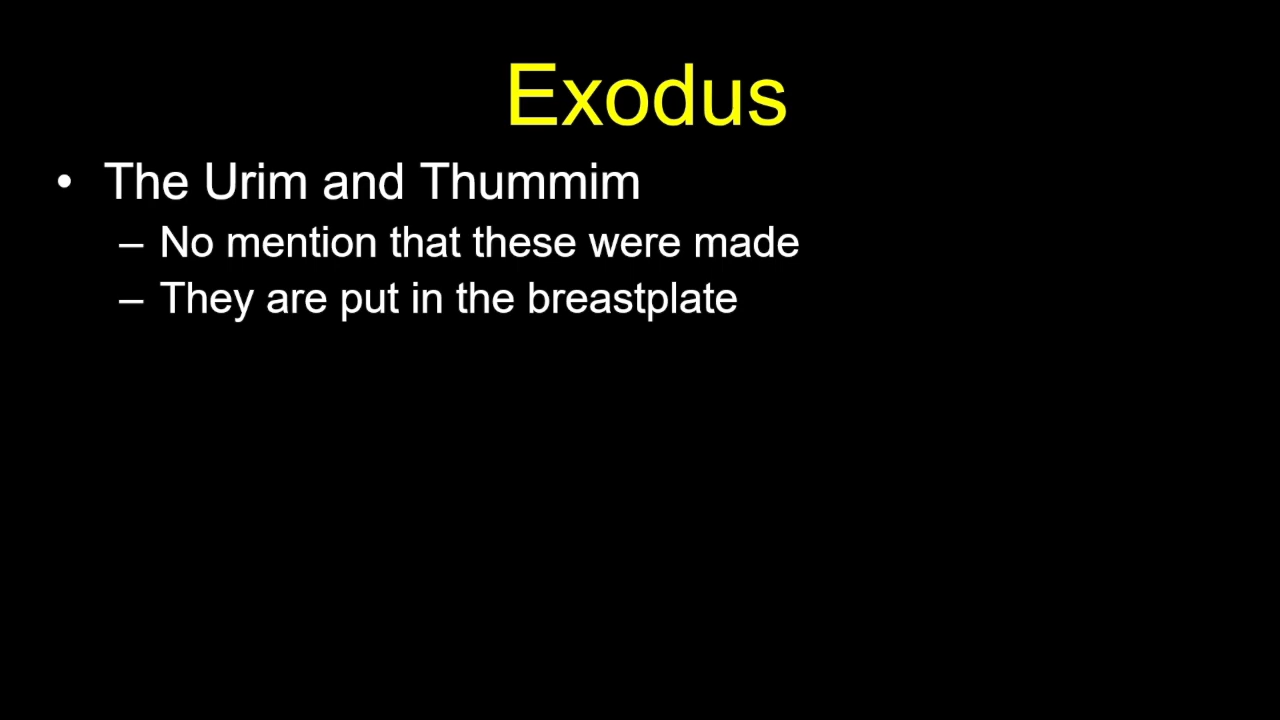 Exodus
• The Urim and Thummim
– No mention that these were made
– They are put in the breastplate